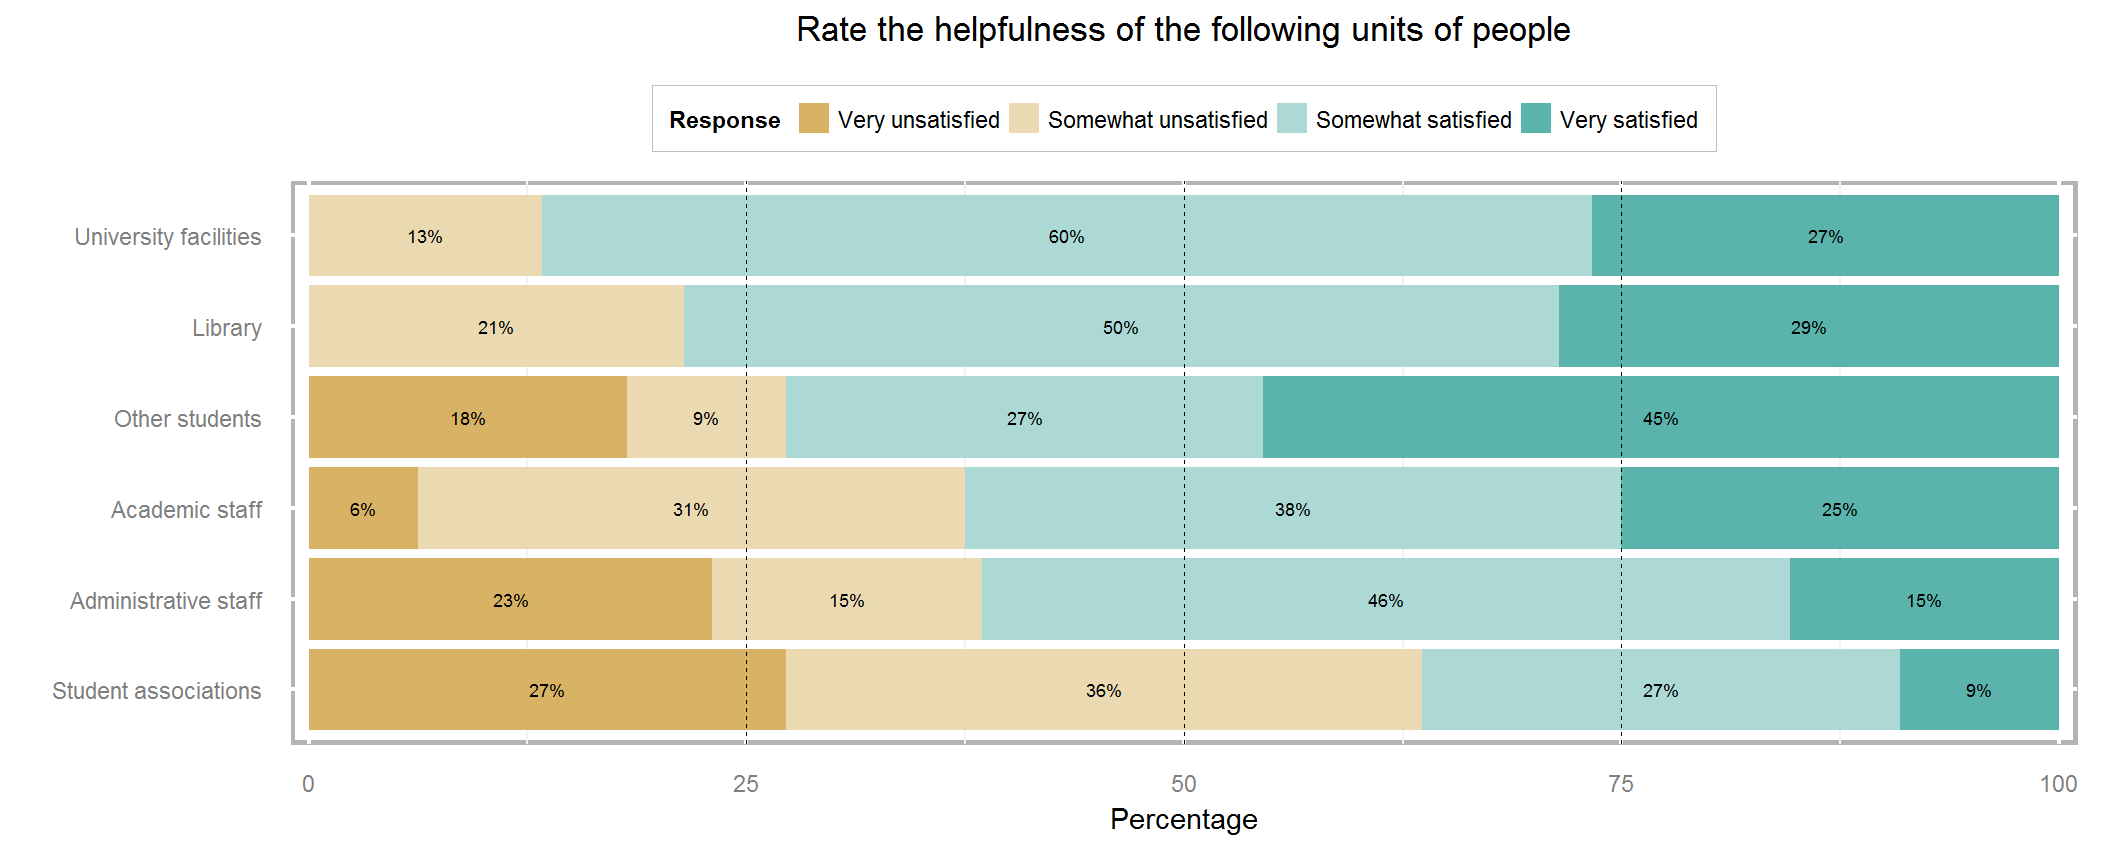 Rate the helpfulness of the following units of people
Response Very unsatisfied Somewhat unsatisfied Somewhat satisfied Very satisfied
University facilities 13% 60% 27%
Library 21% 50% 29%
Other students 18% 9% 27% 45%
Academic staff 6% 31% 38% 25%
Administrative staff 23% 15% 46% 15%
Student associations 27% 36% 27% 9%
0 25 50 75 100
Percentage